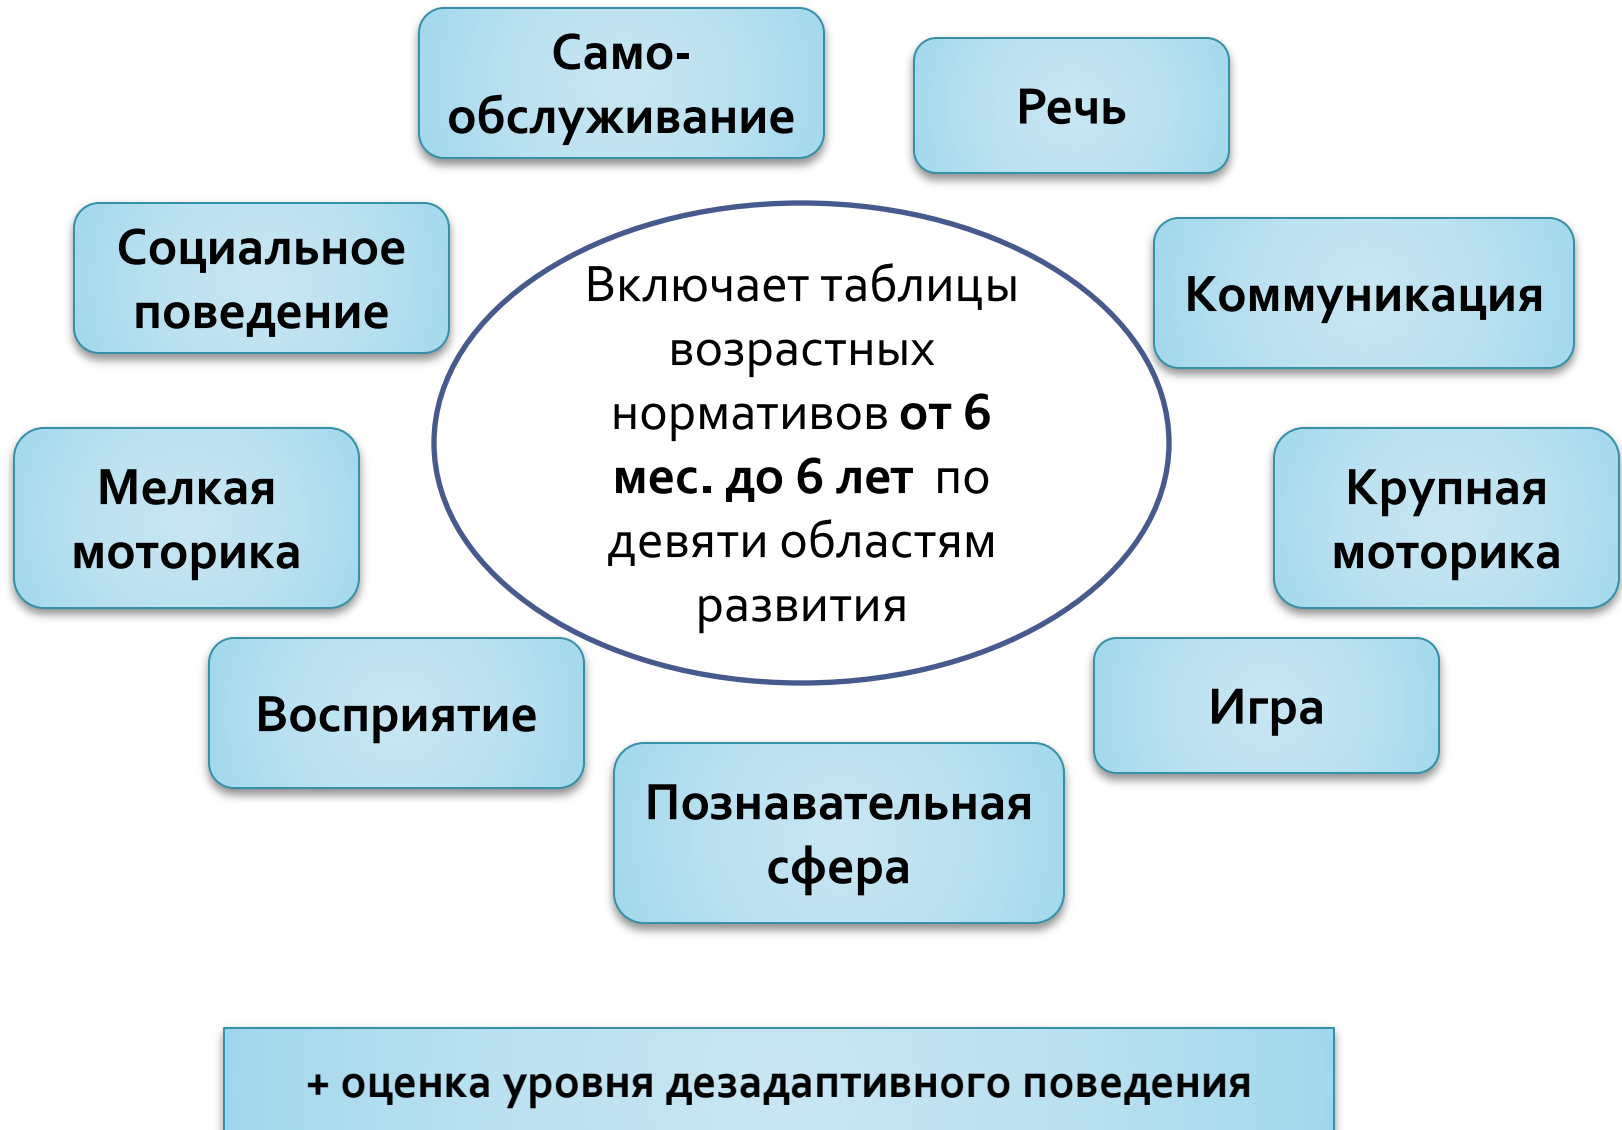 Само-
обслуживание
Речь
Социальное
поведение
Коммуникация
Включает таблицы
возрастных
нормативов от 6
мес. до 6 лет по
девяти областям
развития
Мелкая
моторика
Крупная
моторика
Восприятие
Игра
Познавательная
сфера
+ оценка уровня дезадаптивного поведения